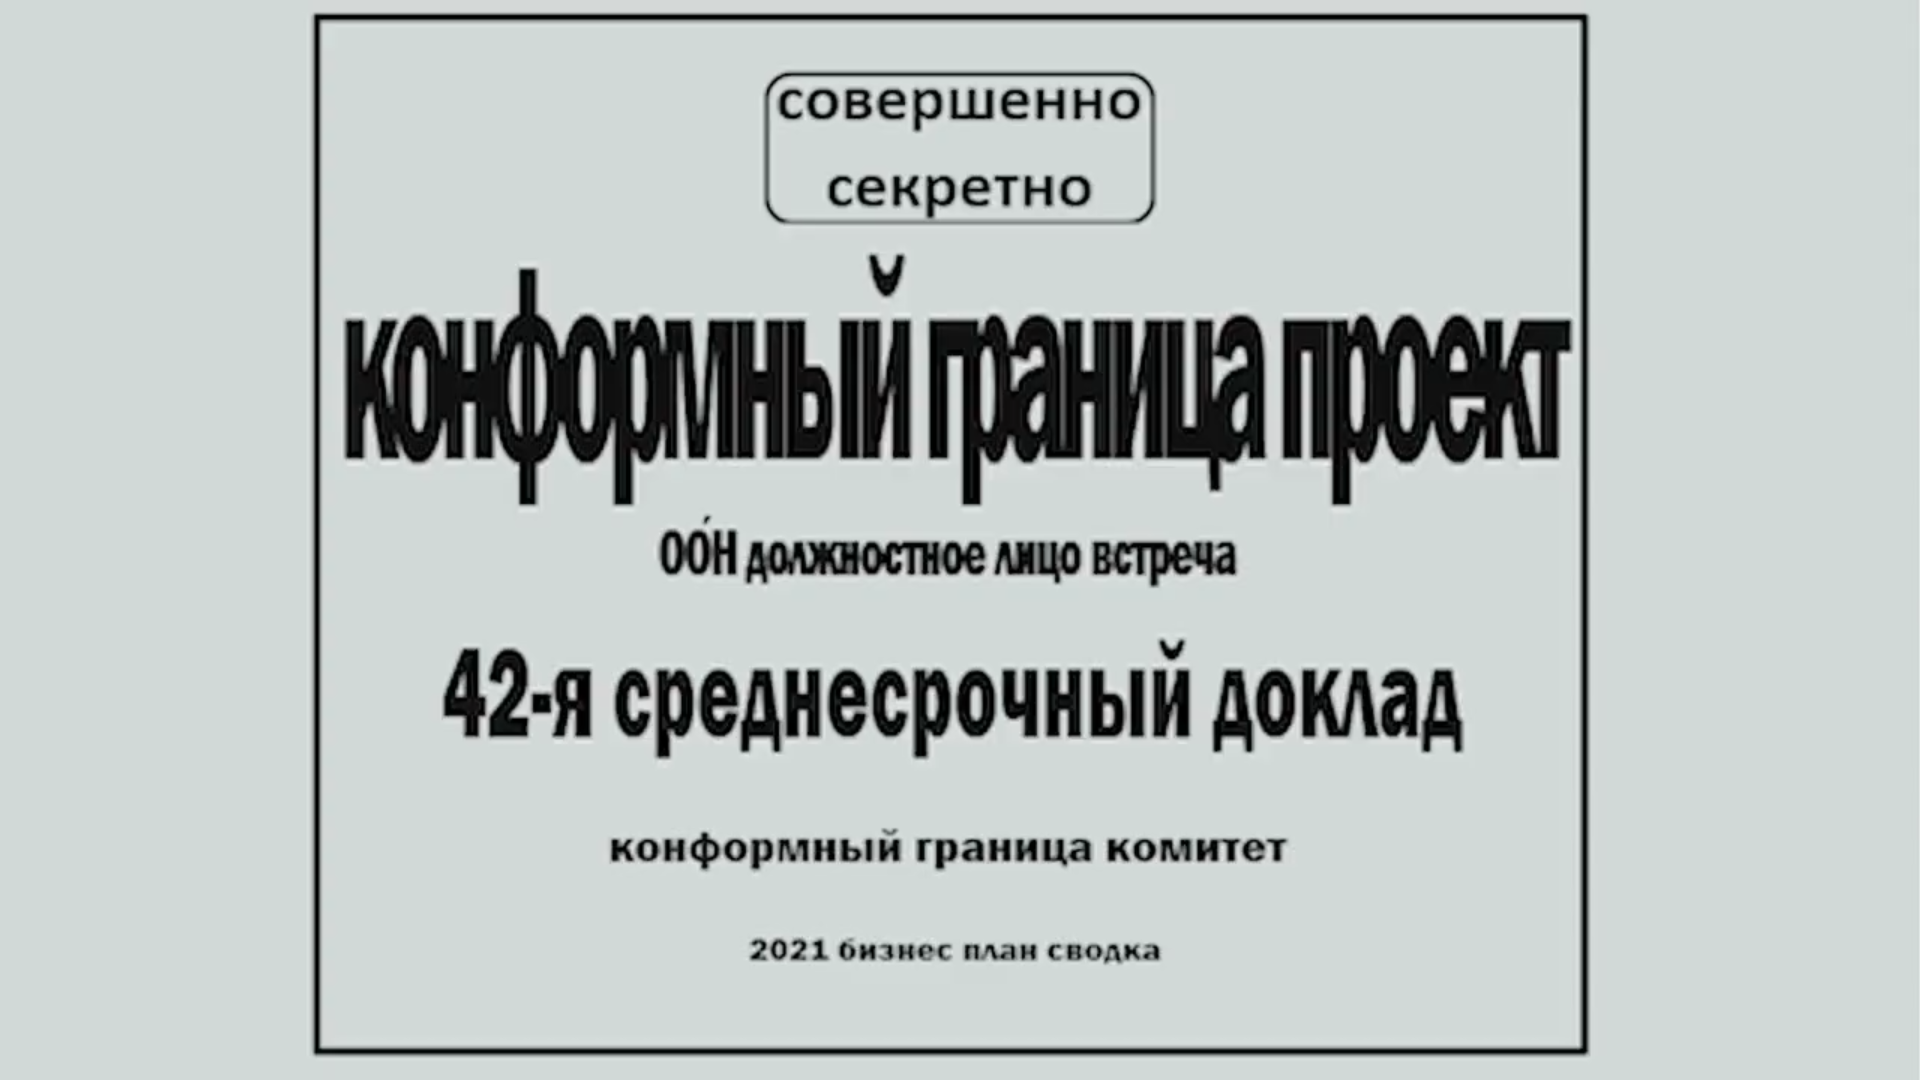 совершенно
секретно
конформный граница проект
ОО́Н должностное лицо встреча
42-я среднесрочный доклад
конформный граница комитет
2021 бизнес план сводка